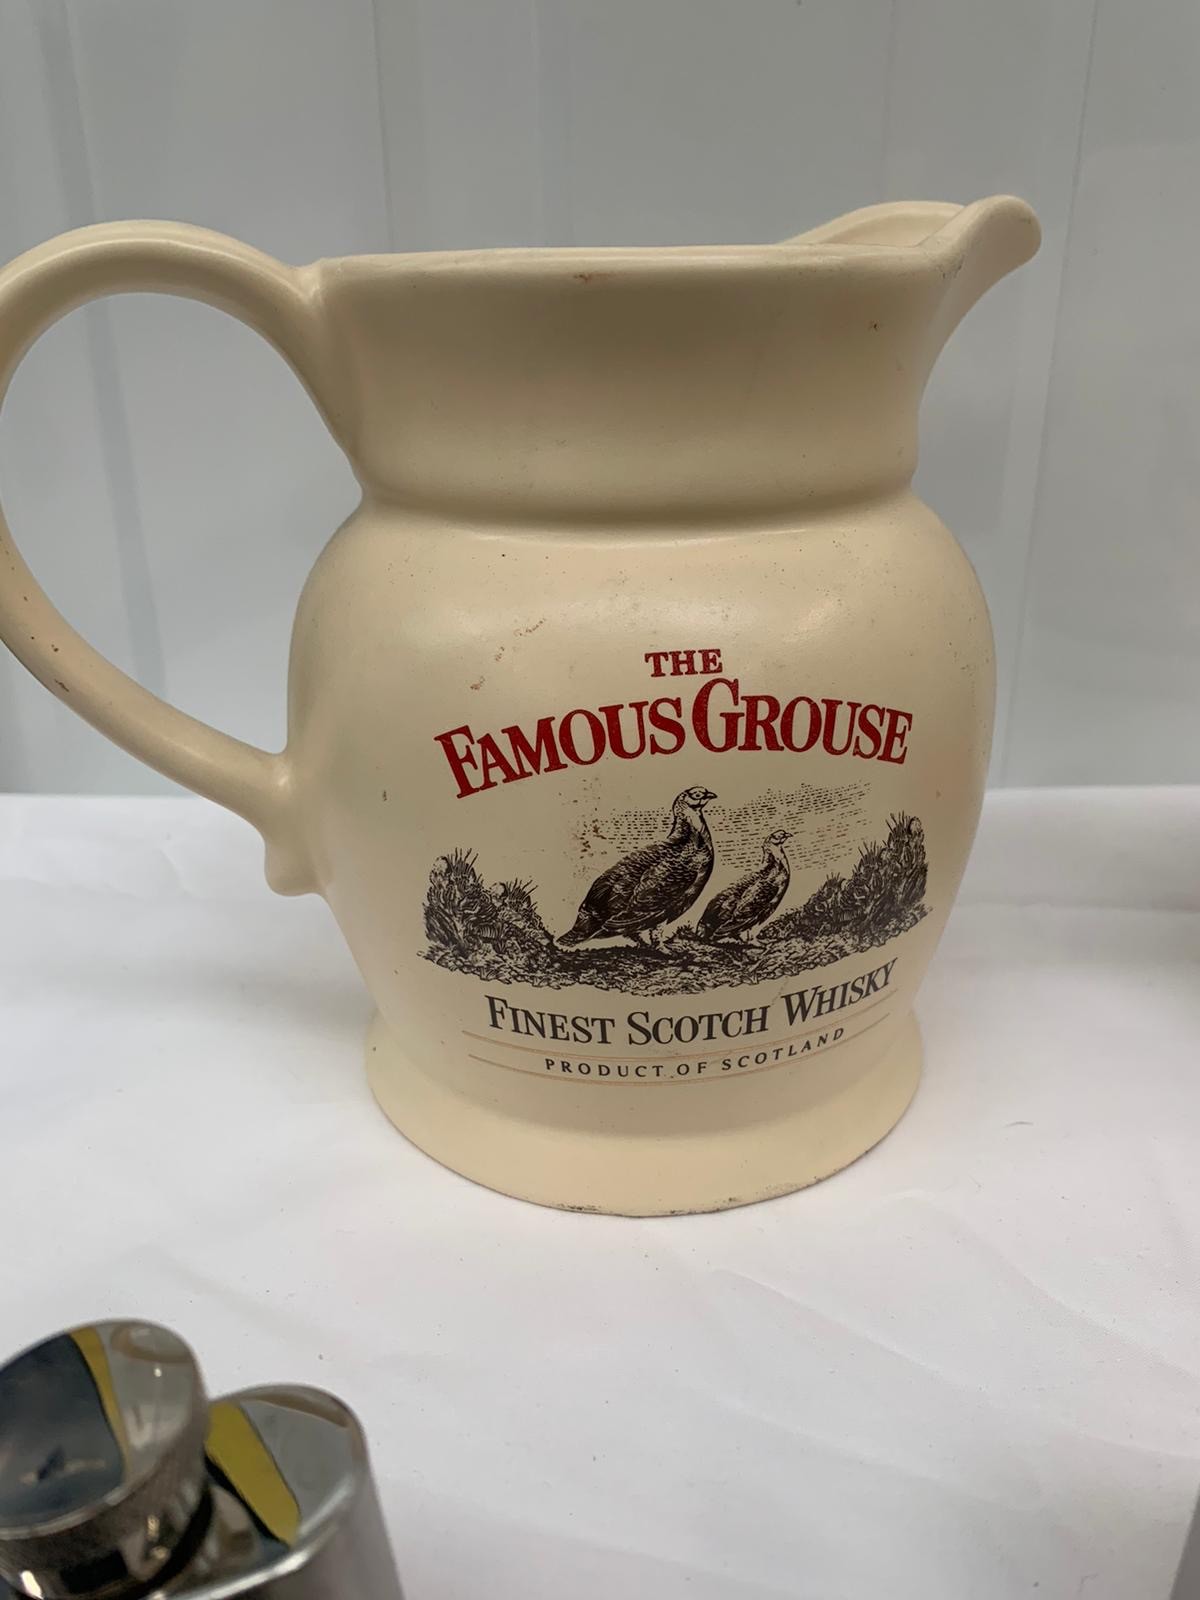 THE
FAMOUS GROUSE
FINEST SCOTCH WHISKY
PRODUCT OF SCOTLAND